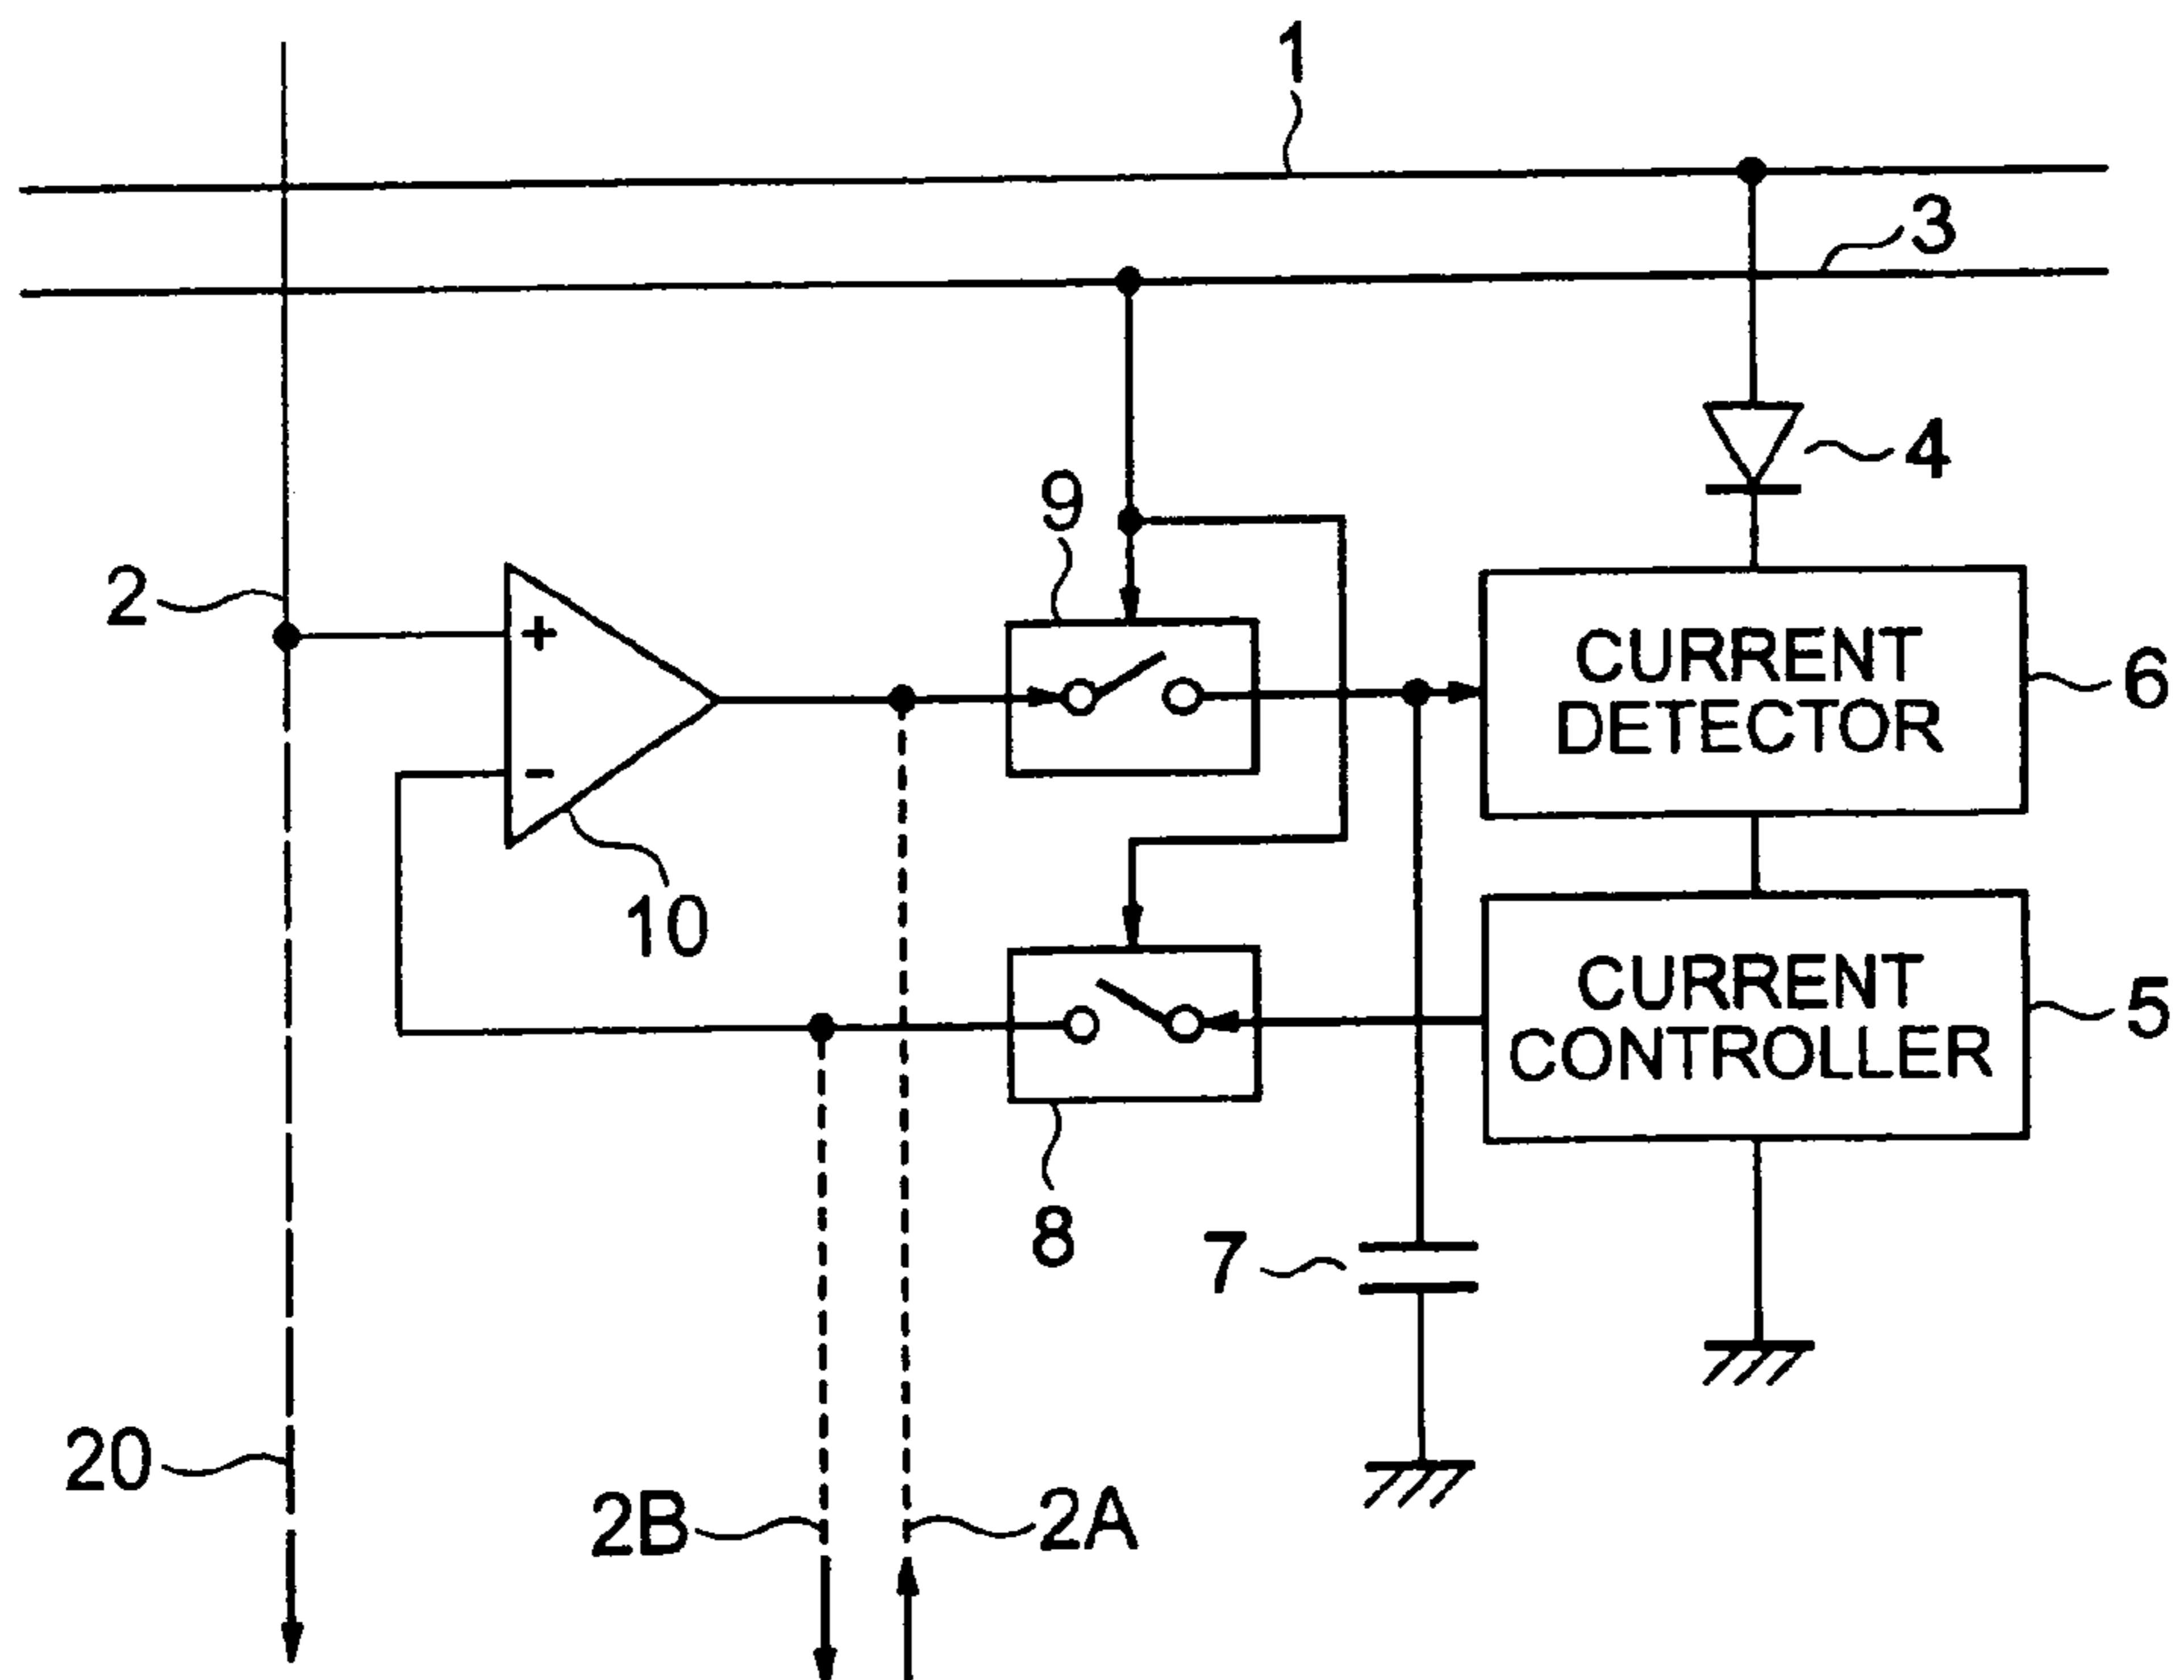 1
3
4
9
2
+
CURRENT
DETECTOR
6
-
10
CURRENT
CONTROLLER
5
8
7
20
2B
2A